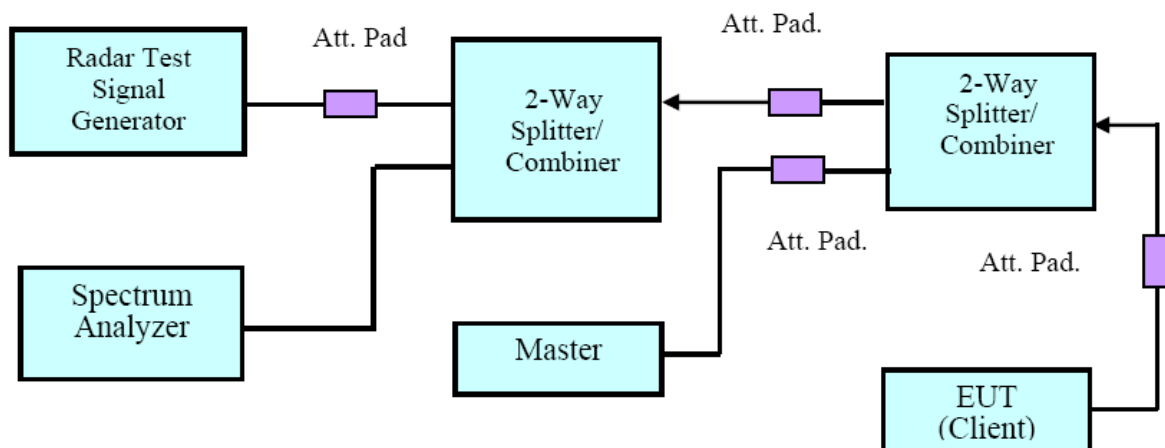 Radar Test
Signal
Generator
Att. Pad
2-Way
Splitter/
Combiner
Att. Pad.
2-Way
Splitter/
Combiner
Att. Pad.
Att. Pad.
Spectrum
Analyzer
Master
EUT
(Client)